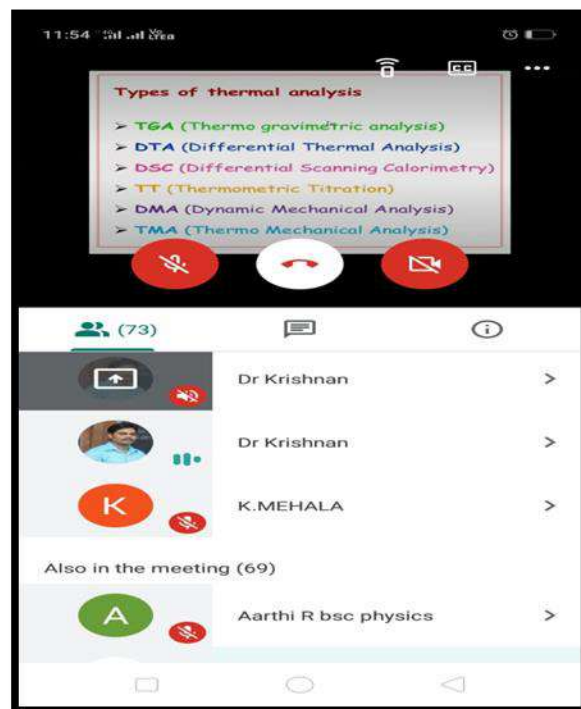 11:54
VoLTE
CC
Types of thermal analysis
➢ TGA (Thermo gravimetric analysis)
➢ DTA (Differential Thermal Analysis)
➢ DSC (Differential Scanning Calorimetry)
➢ TT (Thermometric Titration)
➢ DMA (Dynamic Mechanical Analysis)
➢ TMA (Thermo Mechanical Analysis)
(73)
Dr Krishnan
Dr Krishnan
K
K.MEHALA
Also in the meeting (69)
A
Aarthi R bsc physics